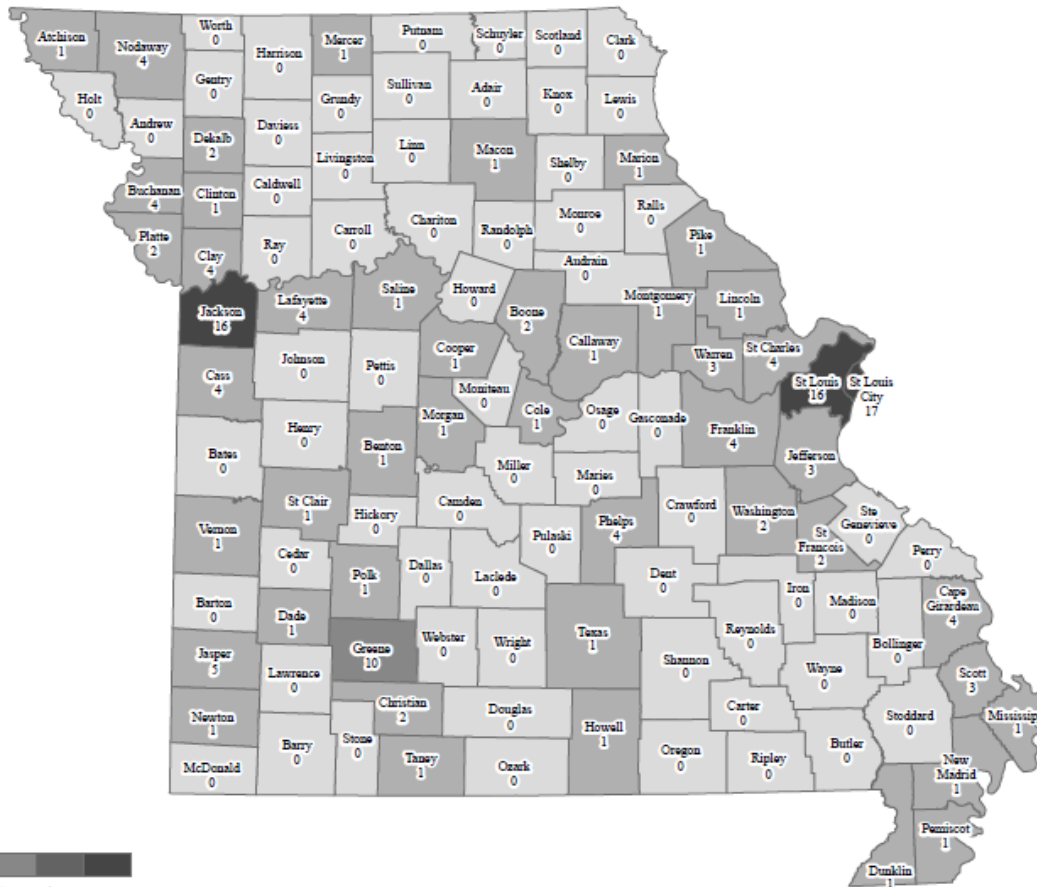 Atchison
1
Nodaway
4
Worth
0
Harrison
0
Mercer
1
Putnam
0
Schuyler
0
Scotland
0
Clark
0
Holt
0
Gentry
0
Andrew
0
Dekalb
2
Daviess
0
Grundy
0
Sullivan
0
Adair
0
Knox
0
Lewis
0
Livingston
0
Linn
0
Macon
1
Shelby
0
Marion
1
Buchanan
4
Clinton
1
Caldwell
0
Platte
2
Clay
4
Ray
0
Carroll
0
Chariton
0
Randolph
0
Monroe
0
Ralls
0
Pike
1
Audrain
0
Jackson
16
Lafayette
4
Saline
1
Howard
0
Boone
2
Callaway
1
Montgomery
1
Lincoln
1
Warren
3
St Charles
4
St Louis
16
St Louis
City
17
Cass
4
Johnson
0
Pettis
0
Cooper
1
Moniteau
0
Morgan
1
Cole
1
Osage
0
Gasconade
0
Franklin
4
Jefferson
3
Bates
0
Henry
0
Benton
1
Miller
0
Maries
0
Camden
0
St Clair
1
Hickory
0
Vernon
1
Cedar
0
Polk
1
Dallas
0
Laclede
0
Pulaski
0
Phelps
4
Crawford
0
Washington
2
St
Francois
2
Ste
Genevieve
0
Perry
0
Dent
0
Iron
0
Madison
0
Cape
Girardeau
4
Barton
0
Dade
1
Greene
10
Webster
0
Wright
0
Texas
1
Reynolds
0
Bollinger
0
Jasper
5
Lawrence
0
Shannon
0
Wayne
0
Scott
3
Christian
2
Douglas
0
Howell
1
Carter
0
Stoddard
0
Mississip
1
Newton
1
Barry
0
Stone
0
Taney
1
Ozark
0
Oregon
0
Ripley
0
Butler
0
McDonald
0
New
Madrid
1
Pemiscot
1
Dunklin
1